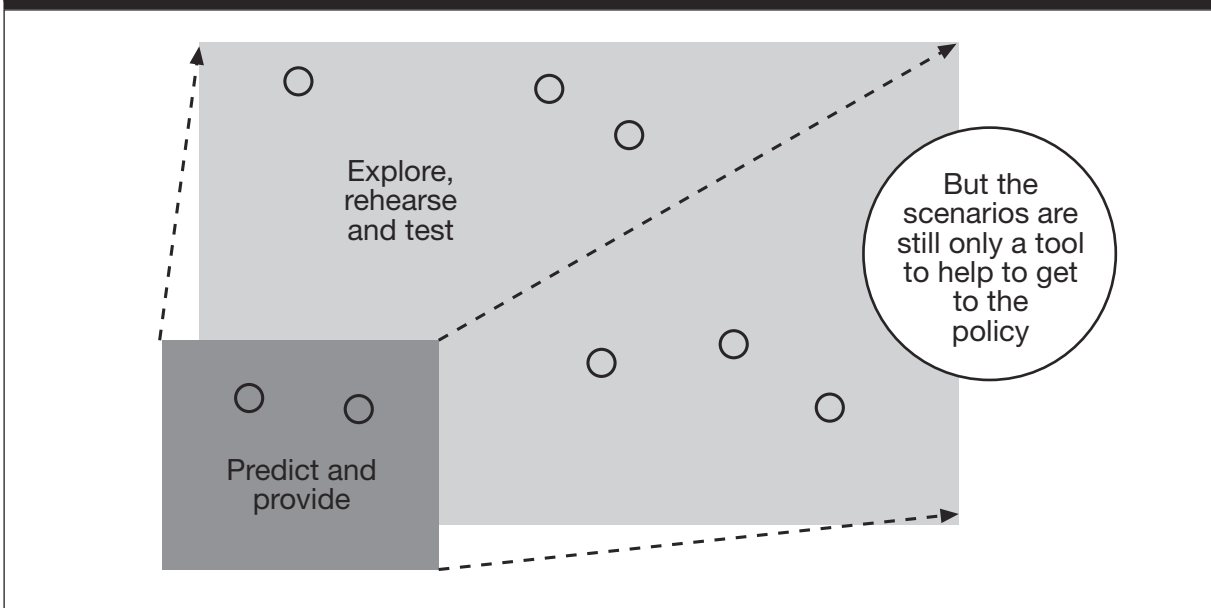 Explore,
rehearse
and test
But the
scenarios are
still only a tool
to help to get
to the
policy
Predict and
provide